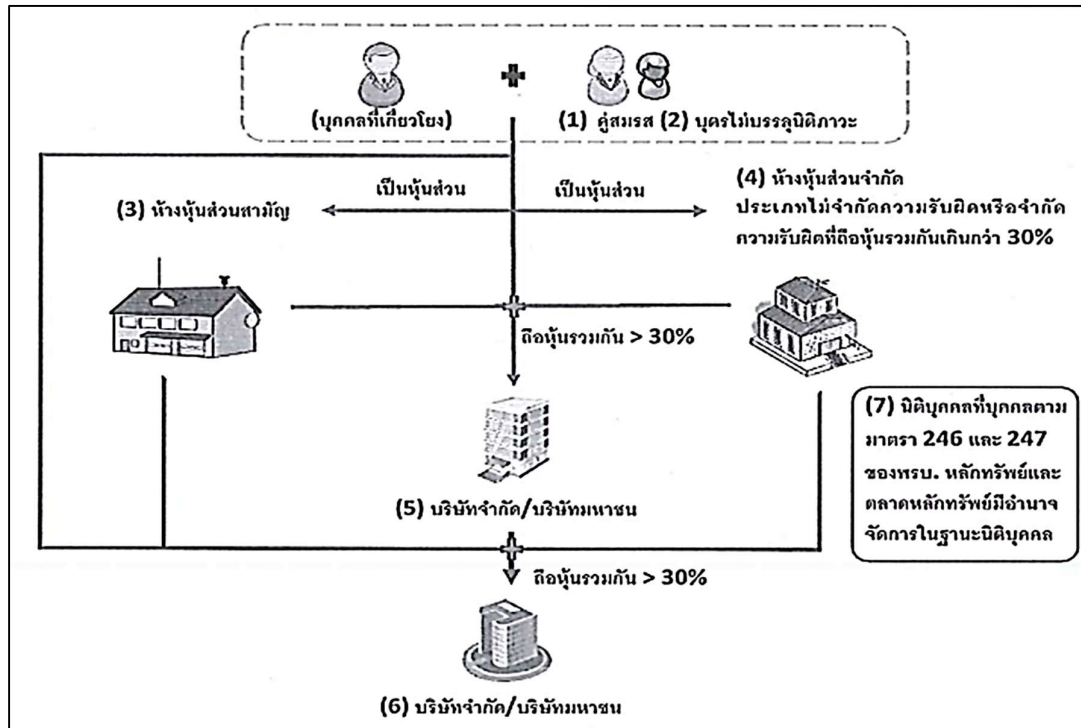 (บุคคลที่เกี่ยวโยง)
(1) คู่สมรส (2) บุตรไม่บรรลุนิติภาวะ
เป็นหุ้นส่วน
เป็นหุ้นส่วน
(3) ห้างหุ้นส่วนสามัญ
(4) ห้างหุ้นส่วนจำกัด
ประเภทไม่จำกัดความรับผิดหรือจำกัด
ความรับผิดที่ถือหุ้นรวมกันเกินกว่า 30%
ถือหุ้นรวมกัน > 30%
(5) บริษัทจำกัด/บริษัทมหาชน
(7) นิติบุคคลที่บุคคลตาม
มาตรา 246 และ 247
ของพรบ. หลักทรัพย์และ
ตลาดหลักทรัพย์มีอำนาจ
จัดการในฐานะนิติบุคคล
ถือหุ้นรวมกัน > 30%
(6) บริษัทจำกัด/บริษัทมหาชน